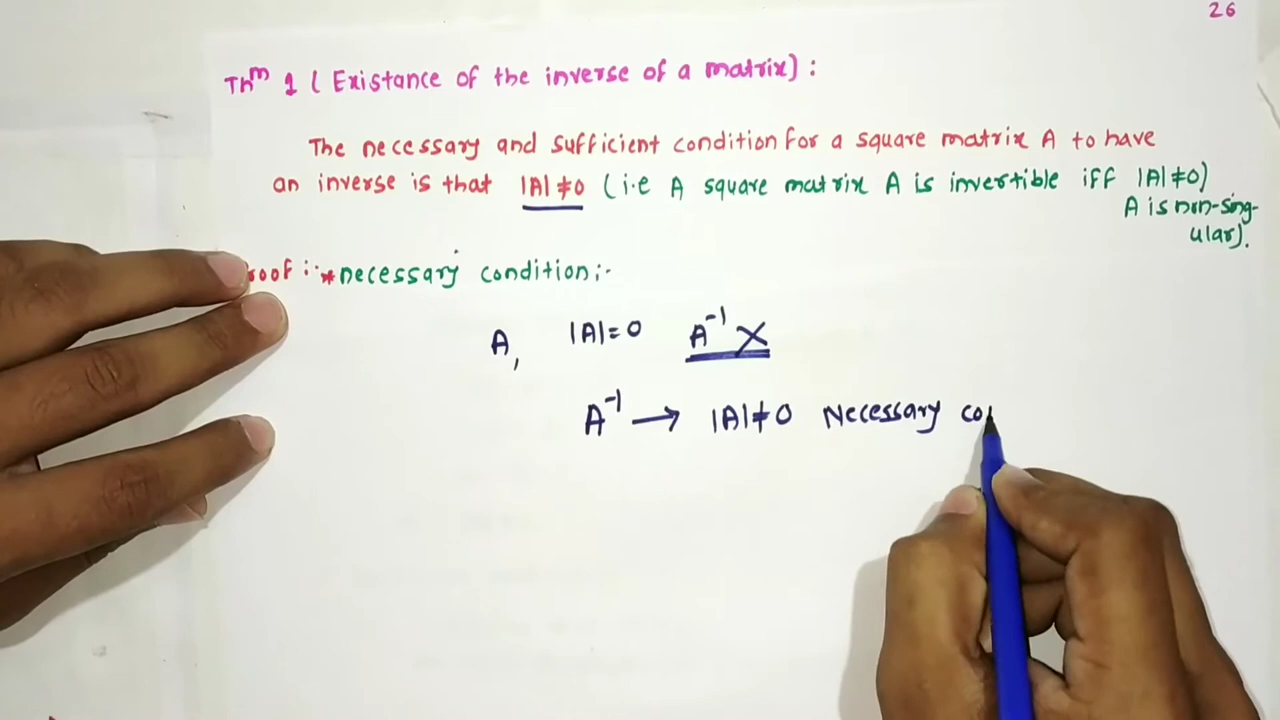 26
Thm 1 ( Existance of the inverse of a matrix) :
The necessary and sufficient condition for a square matrix A to have
an inverse is that |A| ≠ 0 ( i.e A square matrix A is invertible iff |A| ≠ 0)
A is non-sing-
ular).
roof :· *necessary condition:-
A, |A| = 0 A⁻¹ X
A⁻¹ → |A| ≠ 0 Necessary co